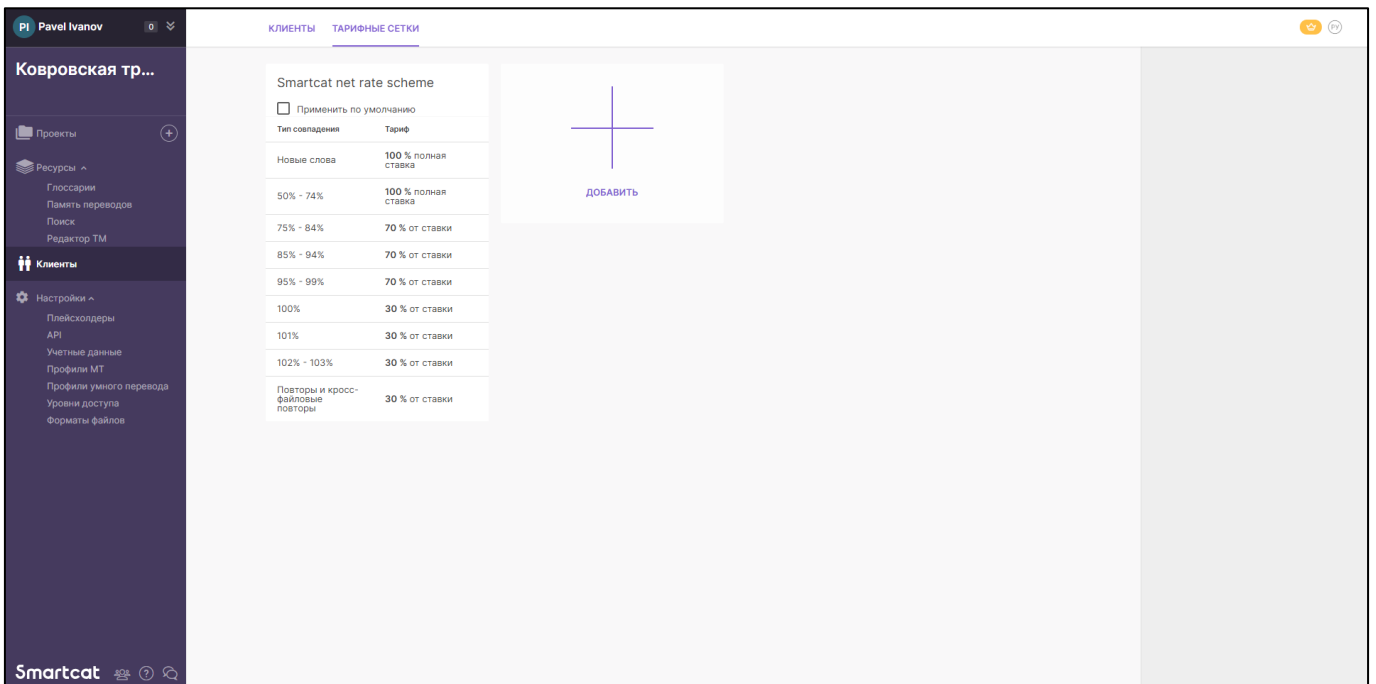 PI Pavel Ivanov 0
КЛИЕНТЫ ТАРИФНЫЕ СЕТКИ
РУ
Ковровская тр...
Проекты
Ресурсы
Глоссарии
Память переводов
Поиск
Редактор ТМ
Клиенты
Настройки
Плейсхолдеры
API
Учетные данные
Профили МТ
Профили умного перевода
Уровни доступа
Форматы файлов
Smartcat
Smartcat net rate scheme
Применить по умолчанию
Тип совпадения Тариф
Новые слова 100 % полная
ставка
50% - 74% 100 % полная
ставка
75% - 84% 70 % от ставки
85% - 94% 70 % от ставки
95% - 99% 70 % от ставки
100% 30 % от ставки
101% 30 % от ставки
102% - 103% 30 % от ставки
Повторы и кросс-
файловые
повторы 30 % от ставки
ДОБАВИТЬ